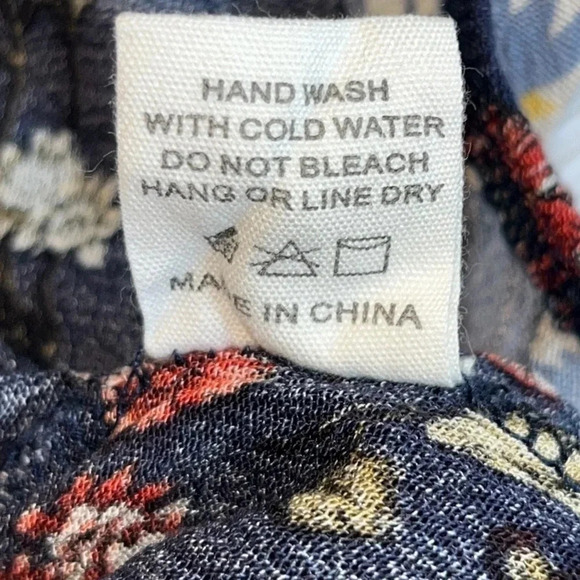 HAND WASH
WITH COLD WATER
DO NOT BLEACH
HANG OR LINE DRY
MADE IN CHINA